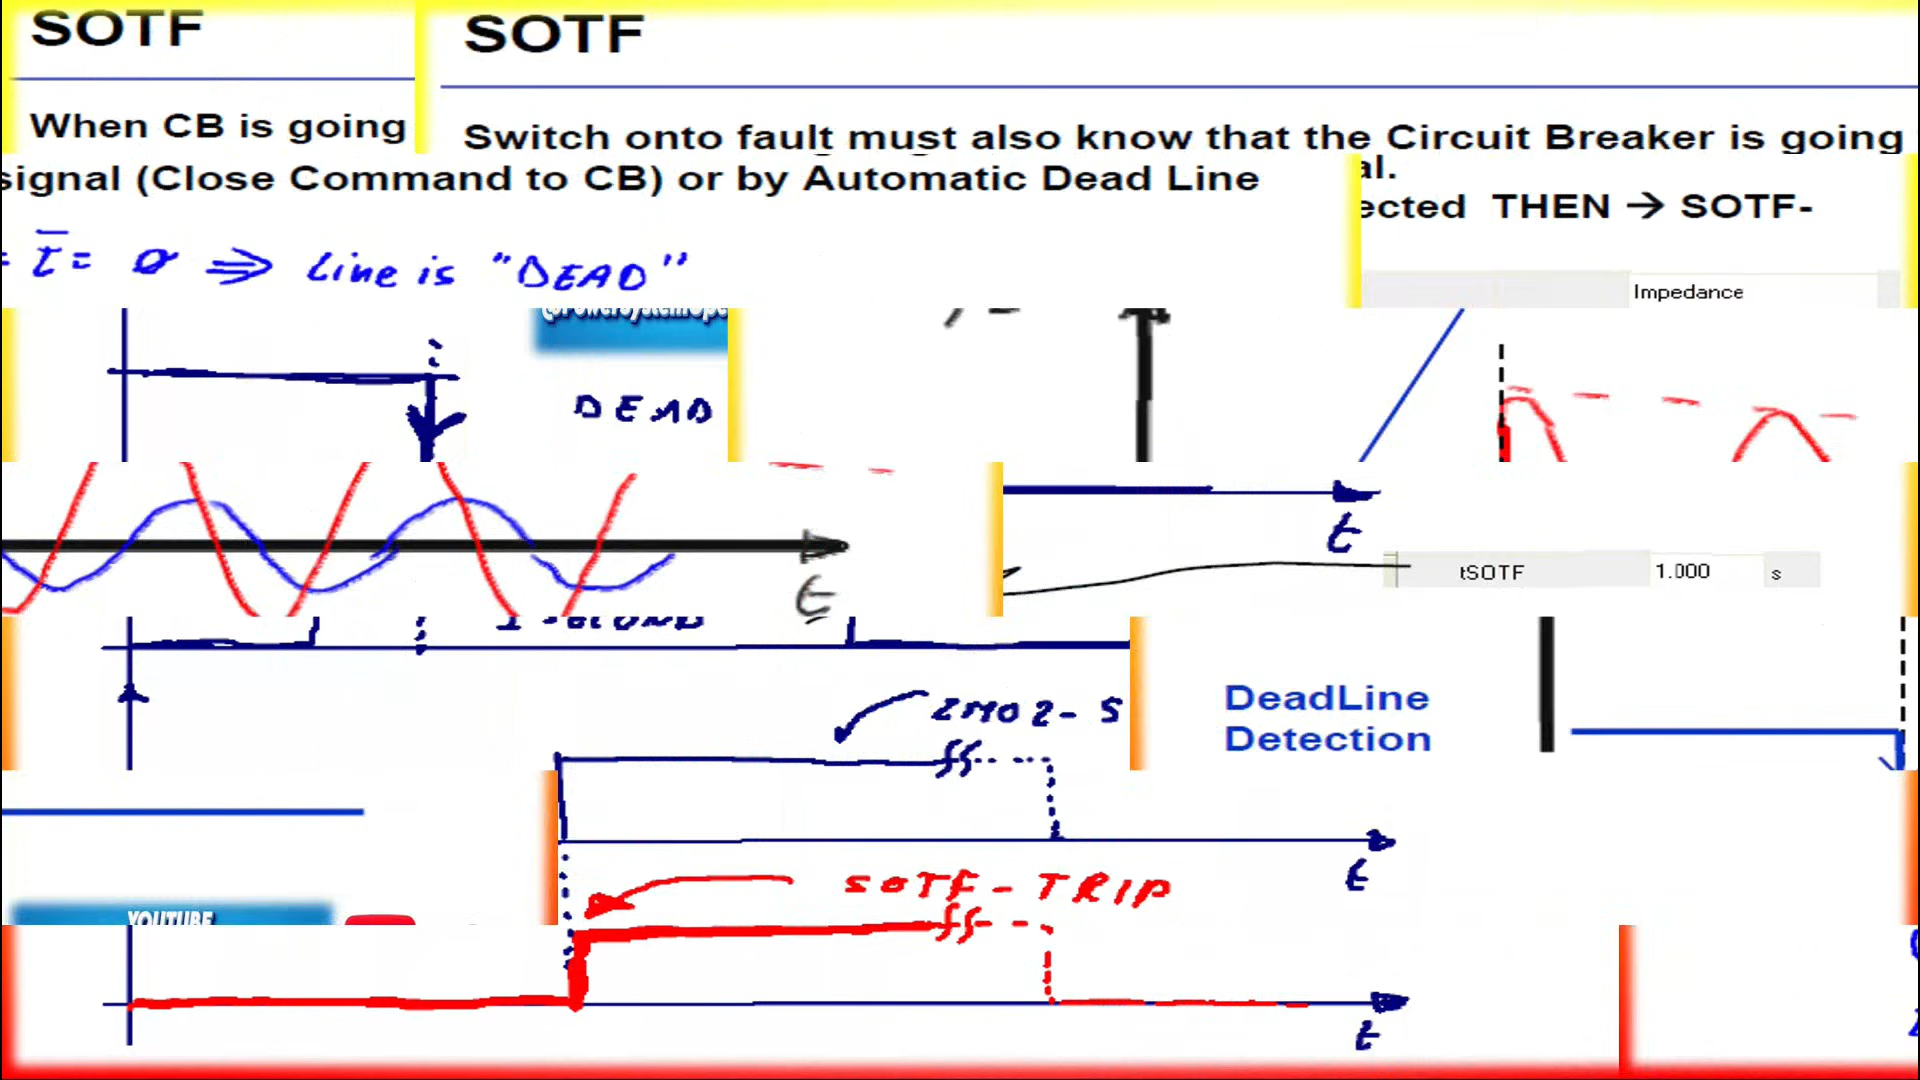 SOTF
SOTF
When CB is going
Switch onto fault must also know that the Circuit Breaker is going
signal (Close Command to CB) or by Automatic Dead Line
al.
ected THEN → SOTF-
= 0 ⇒ Line is "DEAD"
Impedance
DEAD
t
tSOTF 1.000 s
t
ZM02-S
DeadLine
Detection
t
SOTF-TRIP
YOUTUBE
t